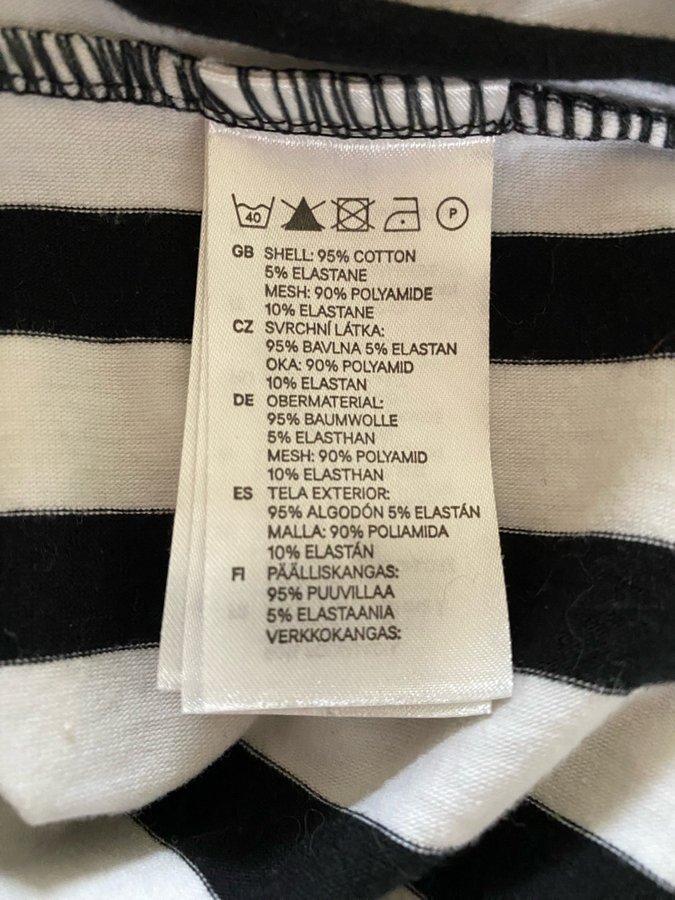 40
P
GB SHELL: 95% COTTON
5% ELASTANE
MESH: 90% POLYAMIDE
10% ELASTANE
CZ SVRCHNÍ LÁTKA:
95% BAVLNA 5% ELASTAN
OKA: 90% POLYAMID
10% ELASTAN
DE OBERMATERIAL:
95% BAUMWOLLE
5% ELASTHAN
MESH: 90% POLYAMID
10% ELASTHAN
ES TELA EXTERIOR:
95% ALGODÓN 5% ELASTÁN
MALLA: 90% POLIAMIDA
10% ELASTÁN
FI PÄÄLLISKANGAS:
95% PUUVILLAA
5% ELASTAANIA
VERKKOKANGAS: